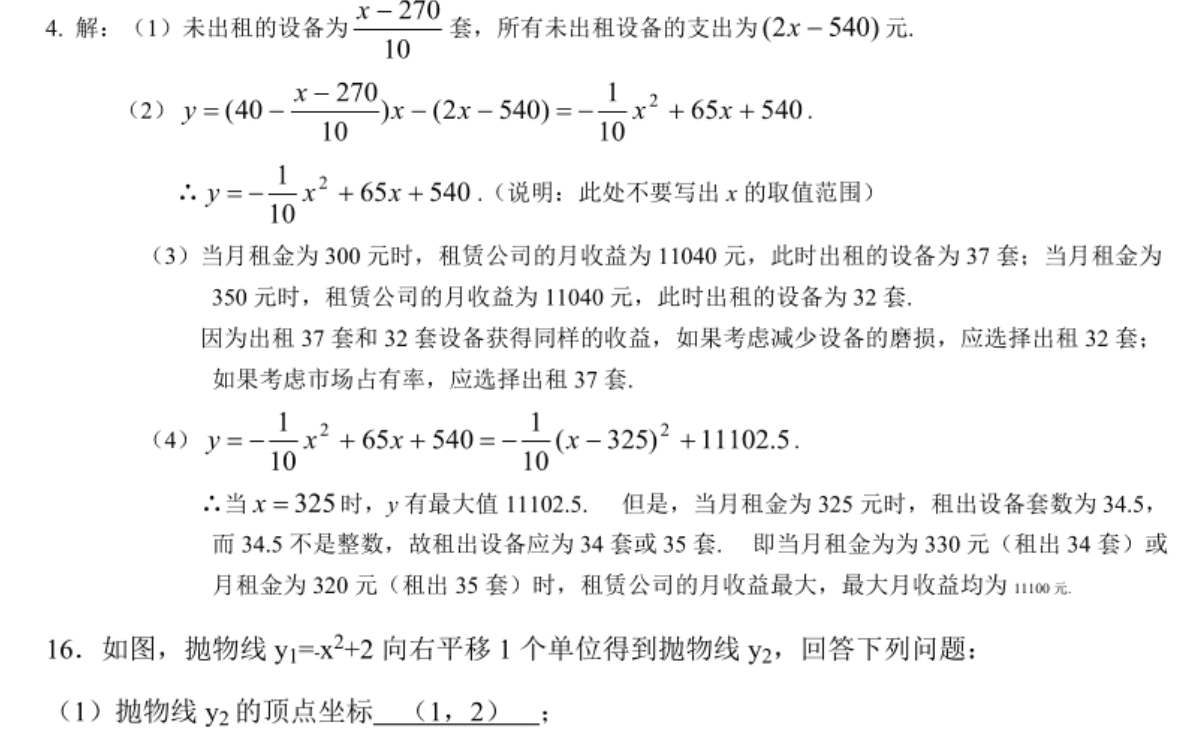 4. 解：（1）未出租的设备为 (x－270)/10 套，所有未出租设备的支出为 (2x－540) 元.
（2） y=(40－(x－270)/10)x－(2x－540)=－1/10x²+65x+540.
∴ y=－1/10x²+65x+540.（说明：此处不要写出 x 的取值范围）
（3）当月租金为 300 元时，租赁公司的月收益为 11040 元，此时出租的设备为 37 套；当月租金为
350 元时，租赁公司的月收益为 11040 元，此时出租的设备为 32 套.
因为出租 37 套和 32 套设备获得同样的收益，如果考虑减少设备的磨损，应选择出租 32 套；
如果考虑市场占有率，应选择出租 37 套.
（4） y=－1/10x²+65x+540=－1/10(x－325)²+11102.5.
∴当 x=325 时，y 有最大值 11102.5. 但是，当月租金为 325 元时，租出设备套数为 34.5，
而 34.5 不是整数，故租出设备应为 34 套或 35 套. 即当月租金为为 330 元（租出 34 套）或
月租金为 320 元（租出 35 套）时，租赁公司的月收益最大，最大月收益均为 11100 元.
16．如图，抛物线 y₁=-x²+2 向右平移 1 个单位得到抛物线 y₂，回答下列问题：
（1）抛物线 y₂ 的顶点坐标 （1，2） ；